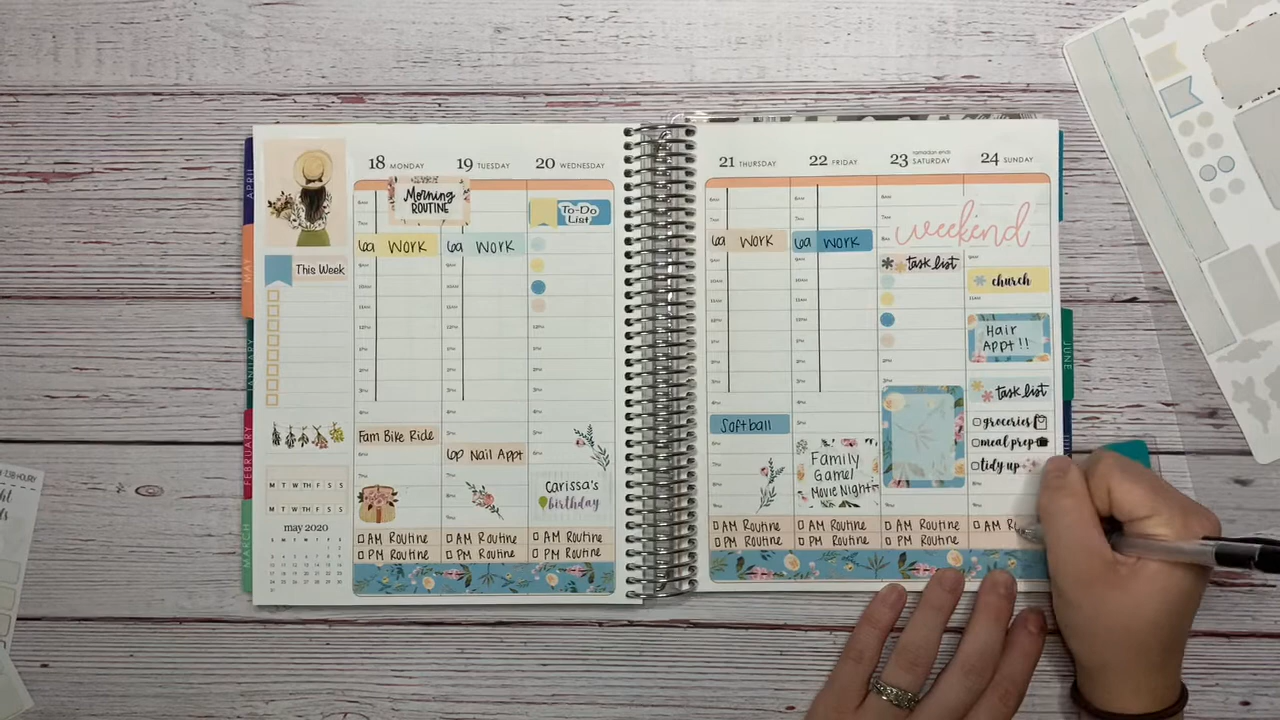 APRIL
MAY
JANUARY
FEBRUARY
MARCH
This Week
M T W TH F S S
M T W TH F S S
may 2020
18 MONDAY
Morning
ROUTINE
6a WORK
Fam Bike Ride
AM Routine
PM Routine
19 TUESDAY
6a WORK
6p Nail Appt
AM Routine
PM Routine
20 WEDNESDAY
To-Do
List
Carissa's
birthday
AM Routine
PM Routine
21 THURSDAY
6a WORK
Softball
AM Routine
PM Routine
22 FRIDAY
6a WORK
Family
Game/
Movie Night
AM Routine
PM Routine
ramadan ends
23 SATURDAY
weekend
task list
AM Routine
PM Routine
24 SUNDAY
church
Hair
Appt!!
task list
groceries
meal prep
tidy up
AM
JUNE